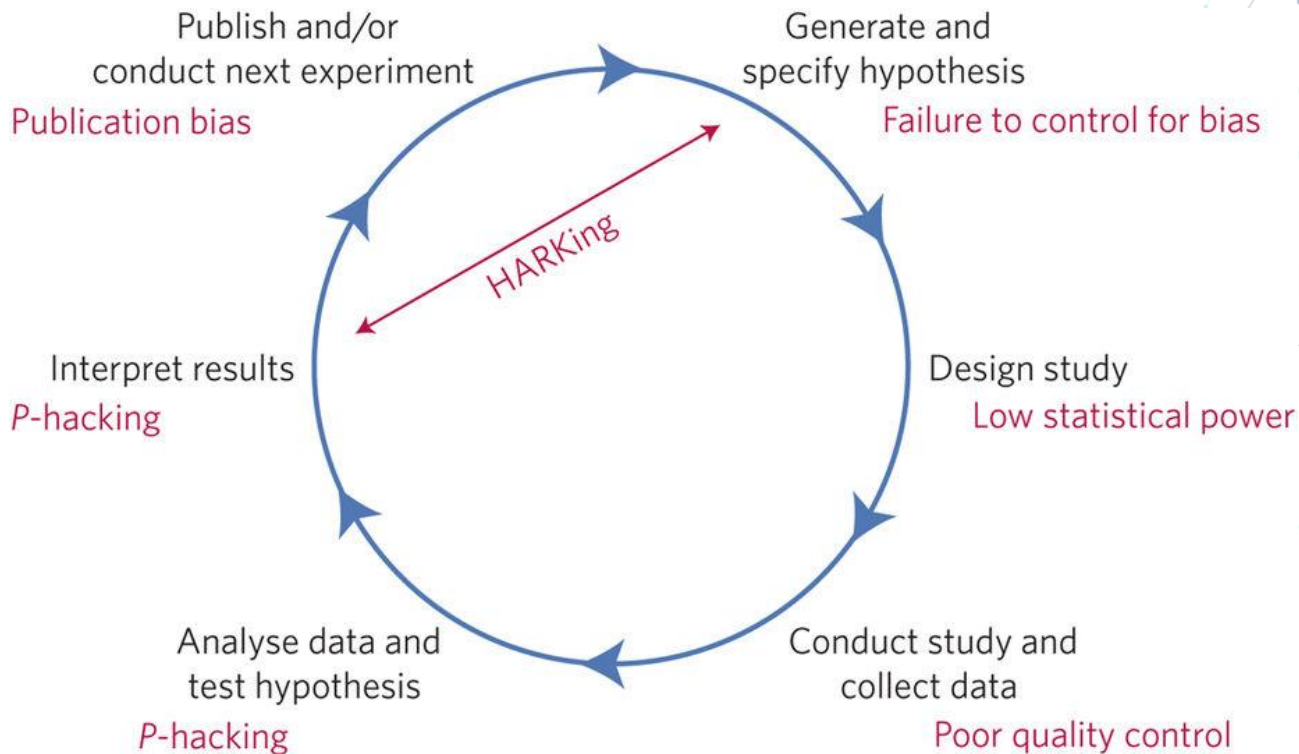 Publish and/or
conduct next experiment
Publication bias
Generate and
specify hypothesis
Failure to control for bias
HARKing
Interpret results
P-hacking
Design study
Low statistical power
Analyse data and
test hypothesis
P-hacking
Conduct study and
collect data
Poor quality control